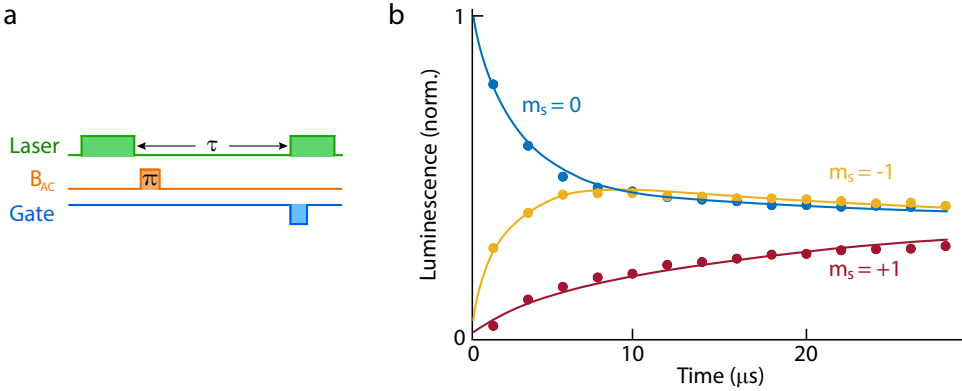 a
Laser
τ
B_AC
π
Gate
b
Luminescence (norm.)
1
0
m_s = 0
m_s = -1
m_s = +1
0
10
20
Time (μs)